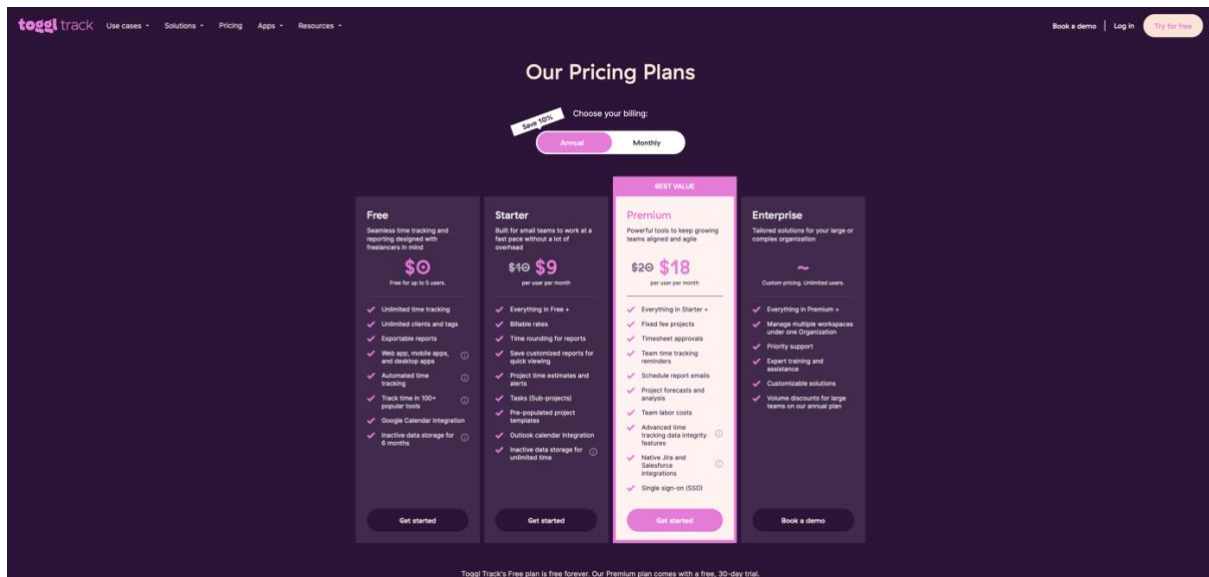 toggl track Use cases Solutions Pricing Apps Resources Book a demo Log in Try for free
Our Pricing Plans
Choose your billing:
Save 10%
Annual Monthly
BEST VALUE
Free
Seamless time tracking and
reporting designed with
freelancers in mind
$0
Free for up to 5 users.
Unlimited time tracking
Unlimited clients and tags
Exportable reports
Web app, mobile apps,
and desktop apps
Automated time
tracking
Track time in 100+
popular tools
Google Calendar integration
Inactive data storage for
6 months
Get started
Starter
Built for small teams to work at a
fast pace without a lot of
overhead
$10 $9
per user per month
Everything in Free +
Billable rates
Time rounding for reports
Save customized reports for
quick viewing
Project time estimates and
alerts
Tasks (Sub-projects)
Pre-populated project
templates
Outlook calendar integration
Inactive data storage for
unlimited time
Get started
Premium
Powerful tools to keep growing
teams aligned and agile
$20 $18
per user per month
Everything in Starter +
Fixed fee projects
Timesheet approvals
Team time tracking
reminders
Schedule report emails
Project forecasts and
analysis
Team labor costs
Advanced time
tracking data integrity
features
Native Jira and
Salesforce
integrations
Single sign-on (SSO)
Get started
Enterprise
Tailored solutions for your large or
complex organization
~
Custom pricing. Unlimited users.
Everything in Premium +
Manage multiple workspaces
under one Organization
Priority support
Expert training and
assistance
Customizable solutions
Volume discounts for large
teams on our annual plan
Book a demo
Toggl Track's Free plan is free forever. Our Premium plan comes with a free, 30-day trial.